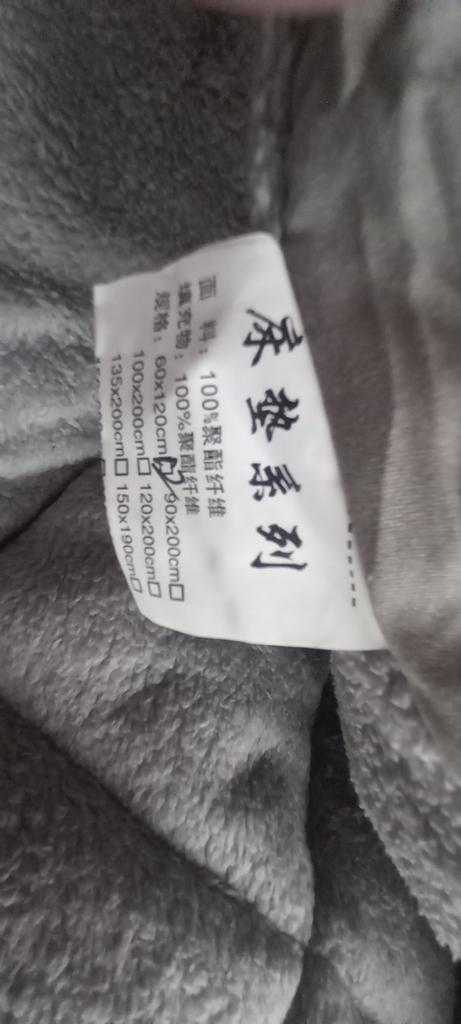 床垫系列
面 料：100%聚酯纤维
填充物：100%聚酯纤维
规格：60x120cm☑ 90x200cm□
100x200cm□ 120x200cm□
135x200cm□ 150x190cm□